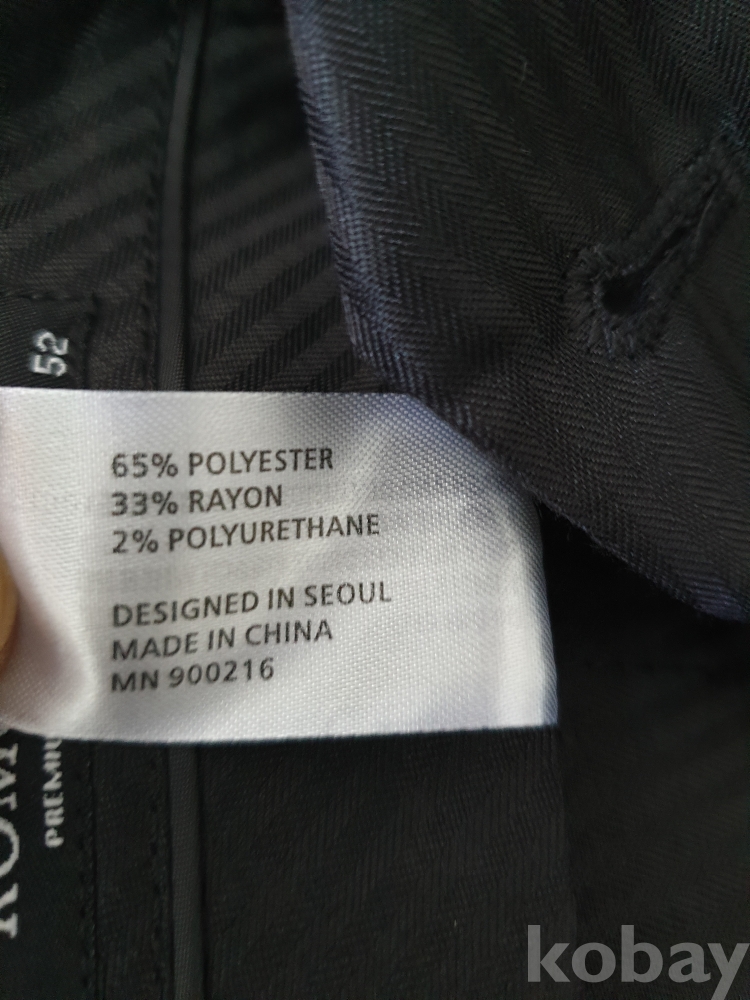 52
65% POLYESTER
33% RAYON
2% POLYURETHANE
DESIGNED IN SEOUL
MADE IN CHINA
MN 900216
kobay